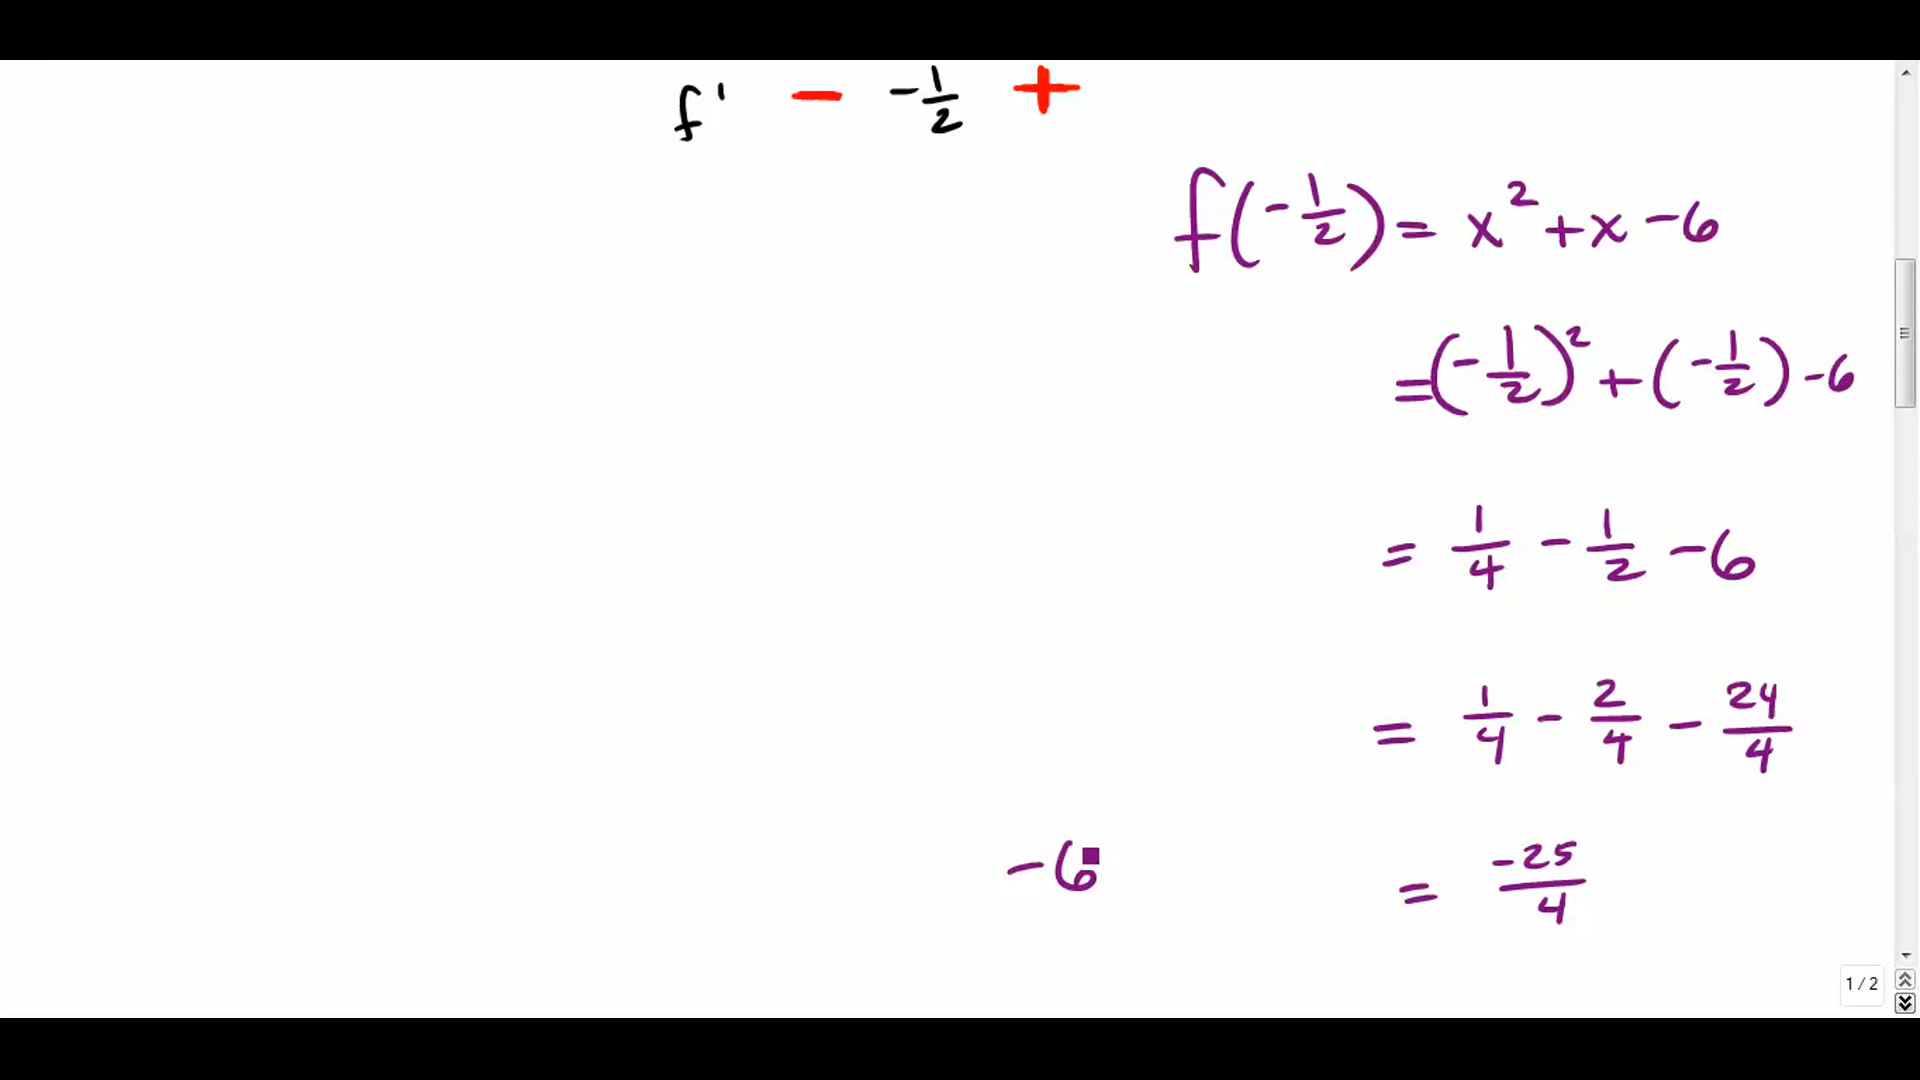 f' − -1/2 +
f(-1/2) = x² + x - 6
= (-1/2)² + (-1/2) - 6
= 1/4 - 1/2 - 6
= 1/4 - 2/4 - 24/4
-6 = -25/4
1 / 2